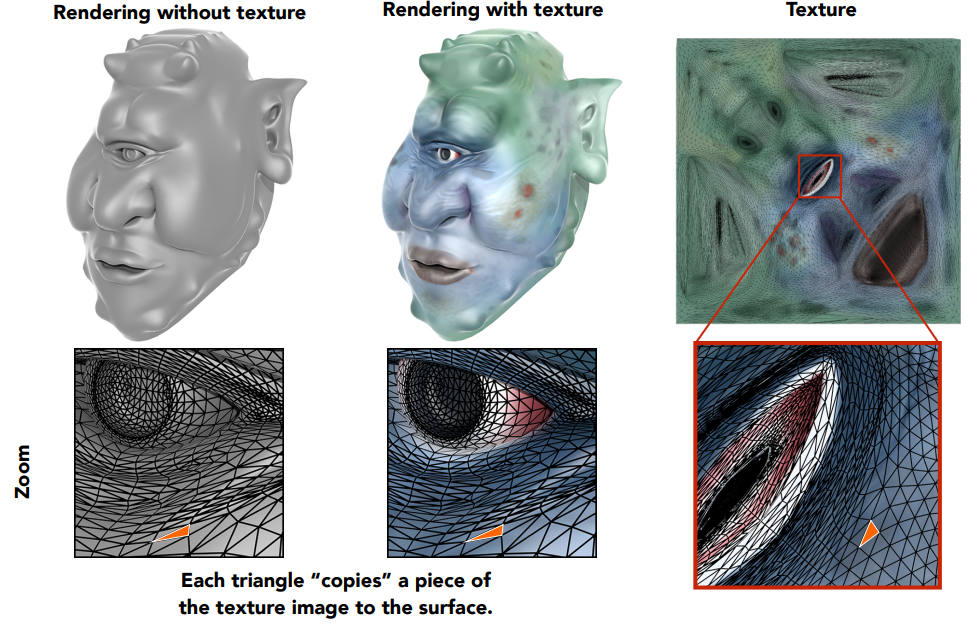 Rendering without texture
Rendering with texture
Texture
Zoom
Each triangle “copies” a piece of
the texture image to the surface.